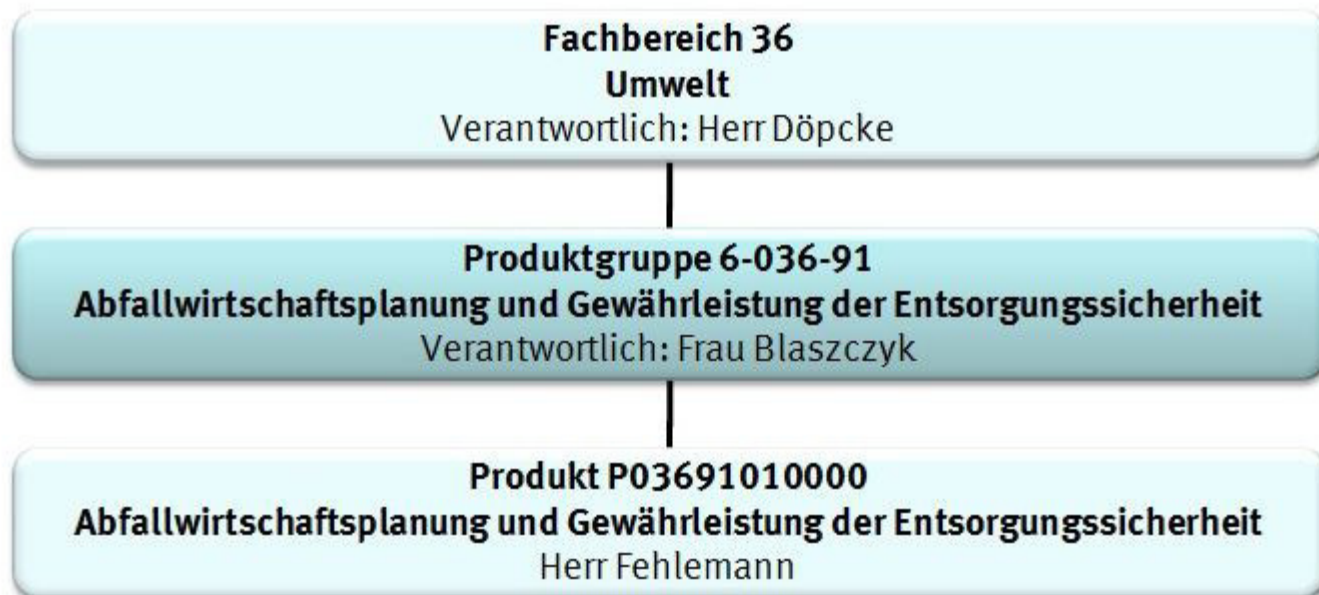 Fachbereich 36
Umwelt
Verantwortlich: Herr Döpcke
Produktgruppe 6-036-91
Abfallwirtschaftsplanung und Gewährleistung der Entsorgungssicherheit
Verantwortlich: Frau Blaszczyk
Produkt P03691010000
Abfallwirtschaftsplanung und Gewährleistung der Entsorgungssicherheit
Herr Fehlemann